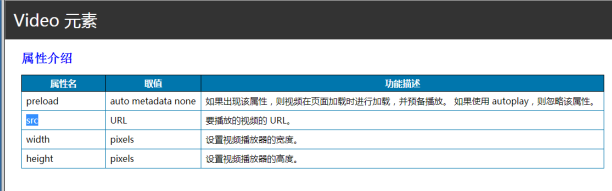 Video 元素
属性介绍
属性名 取值 功能描述
preload auto metadata none 如果出现该属性，则视频在页面加载时进行加载，并预备播放。 如果使用 autoplay，则忽略该属性。
src URL 要播放的视频的 URL。
width pixels 设置视频播放器的宽度。
height pixels 设置视频播放器的高度。